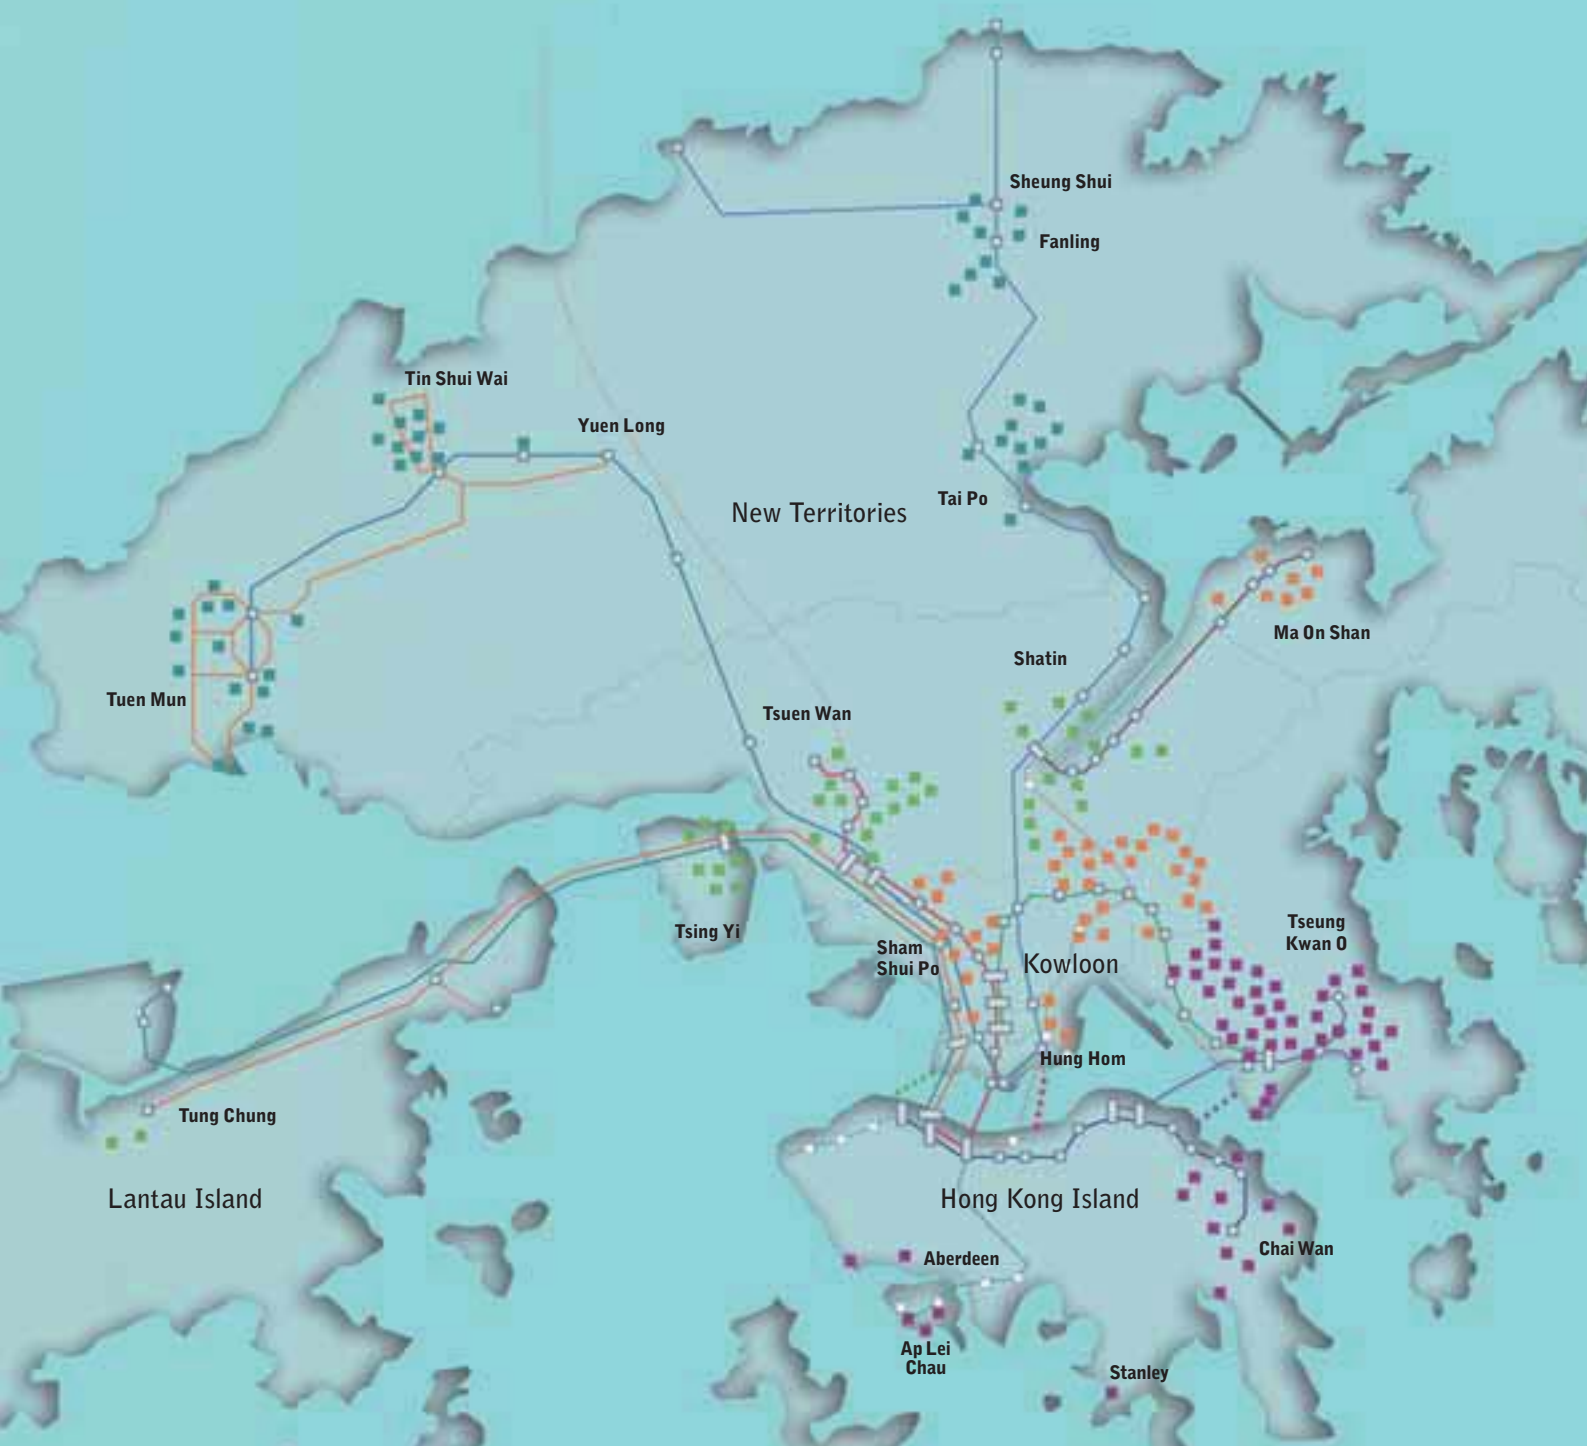 Sheung Shui
Fanling
Tin Shui Wai
Yuen Long
Tai Po
New Territories
Ma On Shan
Shatin
Tuen Mun
Tsuen Wan
Tseung
Kwan O
Tsing Yi
Sham
Shui Po
Kowloon
Hung Hom
Tung Chung
Lantau Island
Hong Kong Island
Chai Wan
Aberdeen
Ap Lei
Chau
Stanley